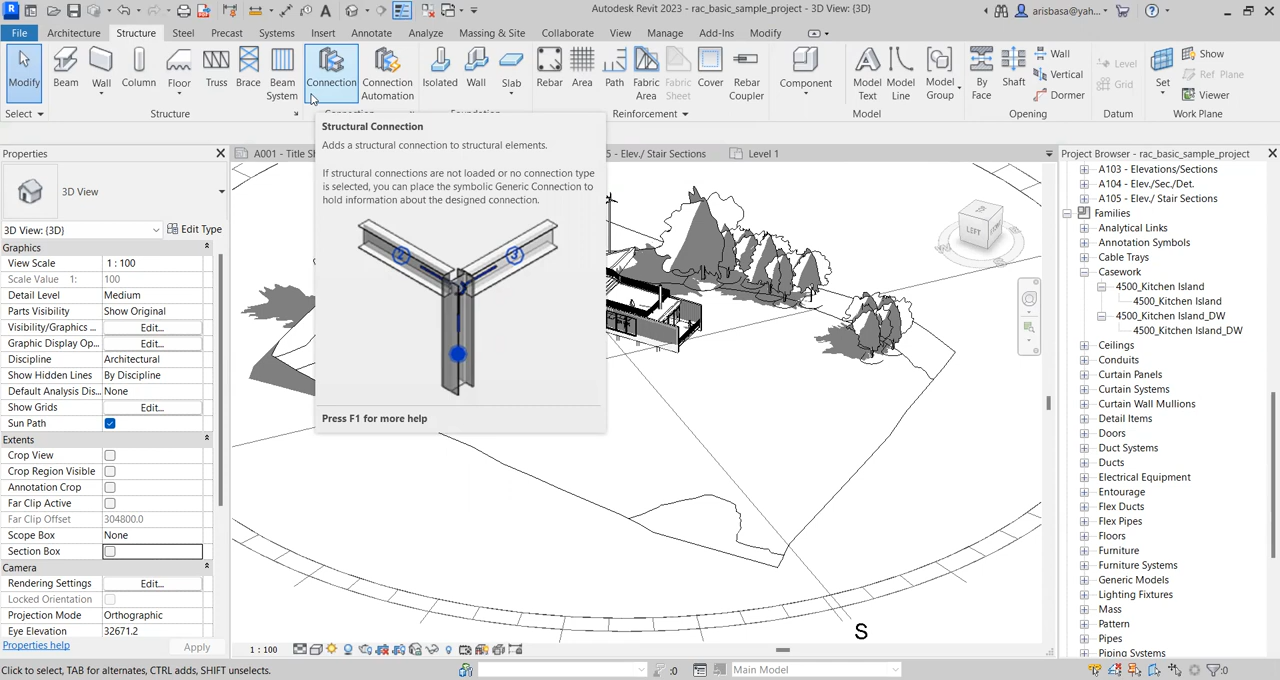 R
A
Autodesk Revit 2023 - rac_basic_sample_project - 3D View: {3D}
arisbasa@yah...
File
Architecture
Structure
Steel
Precast
Systems
Insert
Annotate
Analyze
Massing & Site
Collaborate
View
Manage
Add-Ins
Modify
Modify
Beam
Wall
Column
Floor
Truss
Brace
Beam
System
Connection
Connection
Automation
Isolated
Wall
Slab
Rebar
Area
Path
Fabric
Area
Fabric
Sheet
Cover
Rebar
Coupler
Component
Model
Text
Model
Line
Model
Group
By
Face
Shaft
Wall
Vertical
Dormer
Level
Grid
Set
Show
Ref Plane
Viewer
Select
Structure
Reinforcement
Model
Opening
Datum
Work Plane
Properties
3D View
3D View: {3D}
Edit Type
Graphics
View Scale 1 : 100
Scale Value 1: 100
Detail Level Medium
Parts Visibility Show Original
Visibility/Graphics ... Edit...
Graphic Display Op... Edit...
Discipline Architectural
Show Hidden Lines By Discipline
Default Analysis Dis... None
Show Grids Edit...
Sun Path
Extents
Crop View
Crop Region Visible
Annotation Crop
Far Clip Active
Far Clip Offset 304800.0
Scope Box None
Section Box
Camera
Rendering Settings Edit...
Locked Orientation
Projection Mode Orthographic
Eye Elevation 32671.2
Properties help
Apply
A001 - Title Sh
5 - Elev./ Stair Sections
Level 1
Structural Connection
Adds a structural connection to structural elements.
If structural connections are not loaded or no connection type
is selected, you can place the symbolic Generic Connection to
hold information about the designed connection.
2
3
Press F1 for more help
LEFT
S
Project Browser - rac_basic_sample_project
A103 - Elevations/Sections
A104 - Elev./Sec./Det.
A105 - Elev./ Stair Sections
Families
Analytical Links
Annotation Symbols
Cable Trays
Casework
4500_Kitchen Island
4500_Kitchen Island
4500_Kitchen Island_DW
4500_Kitchen Island_DW
Ceilings
Conduits
Curtain Panels
Curtain Systems
Curtain Wall Mullions
Detail Items
Doors
Duct Systems
Ducts
Electrical Equipment
Entourage
Flex Ducts
Flex Pipes
Floors
Furniture
Furniture Systems
Generic Models
Lighting Fixtures
Mass
Pattern
Pipes
Piping Systems
1 : 100
Click to select, TAB for alternates, CTRL adds, SHIFT unselects.
:0
Main Model
:0